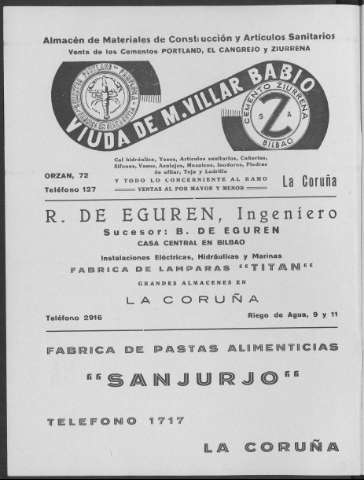 Almacén de Materiales de Construcción y Artículos Sanitarios
Venta de los Cementos PORTLAND, EL CANGREJO y ZIURRENA
VIUDA DE M. VILLAR BABIO
CEMENTO ZIURRENA
S A
BILBAO
Cal hidráulica, Yesos, Artículos sanitarios, Cañerías,
Sifones, Azulejos, Mosaicos, Inodoros, Piedras
de afilar, Teja y Ladrillo
ORZAN, 72
Y TODO LO CONCERNIENTE AL RAMO
La Coruña
Teléfono 127
VENTAS AL POR MAYOR Y MENOR
R. DE EGUREN, Ingeniero
Sucesor: B. DE EGUREN
CASA CENTRAL EN BILBAO
Instalaciones Eléctricas, Hidráulicas y Marinas
FABRICA DE LAMPARAS "TITAN"
GRANDES ALMACENES EN
LA CORUÑA
Teléfono 2916
Riego de Agua, 9 y 11
FABRICA DE PASTAS ALIMENTICIAS
"SANJURJO"
TELEFONO 1717
LA CORUÑA